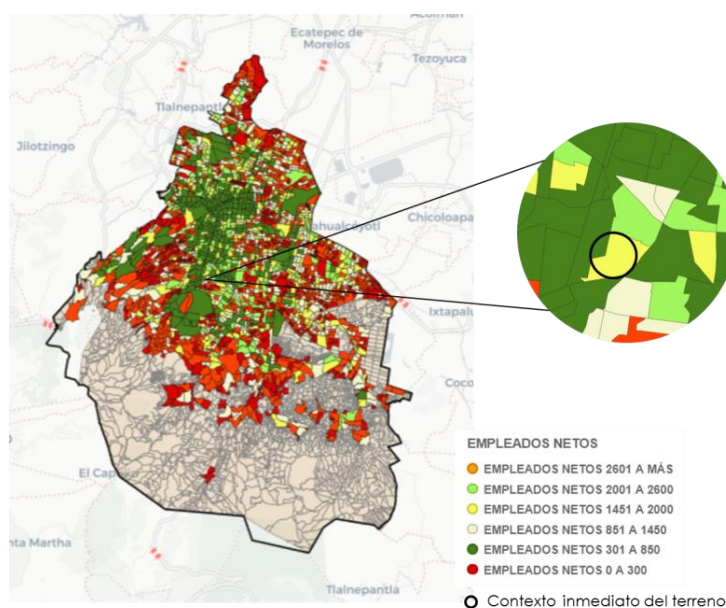 Acolman
Ecatepec de
Morelos
Tezoyuca
Tlalnepantla
Jilotzingo
Chicoloapa
ahualcóyotl
Ixtapalu
Coco
El Cap
nta Martha
Tlalnepantla
EMPLEADOS NETOS
EMPLEADOS NETOS 2601 A MÁS
EMPLEADOS NETOS 2001 A 2600
EMPLEADOS NETOS 1451 A 2000
EMPLEADOS NETOS 851 A 1450
EMPLEADOS NETOS 301 A 850
EMPLEADOS NETOS 0 A 300
Contexto inmediato del terreno